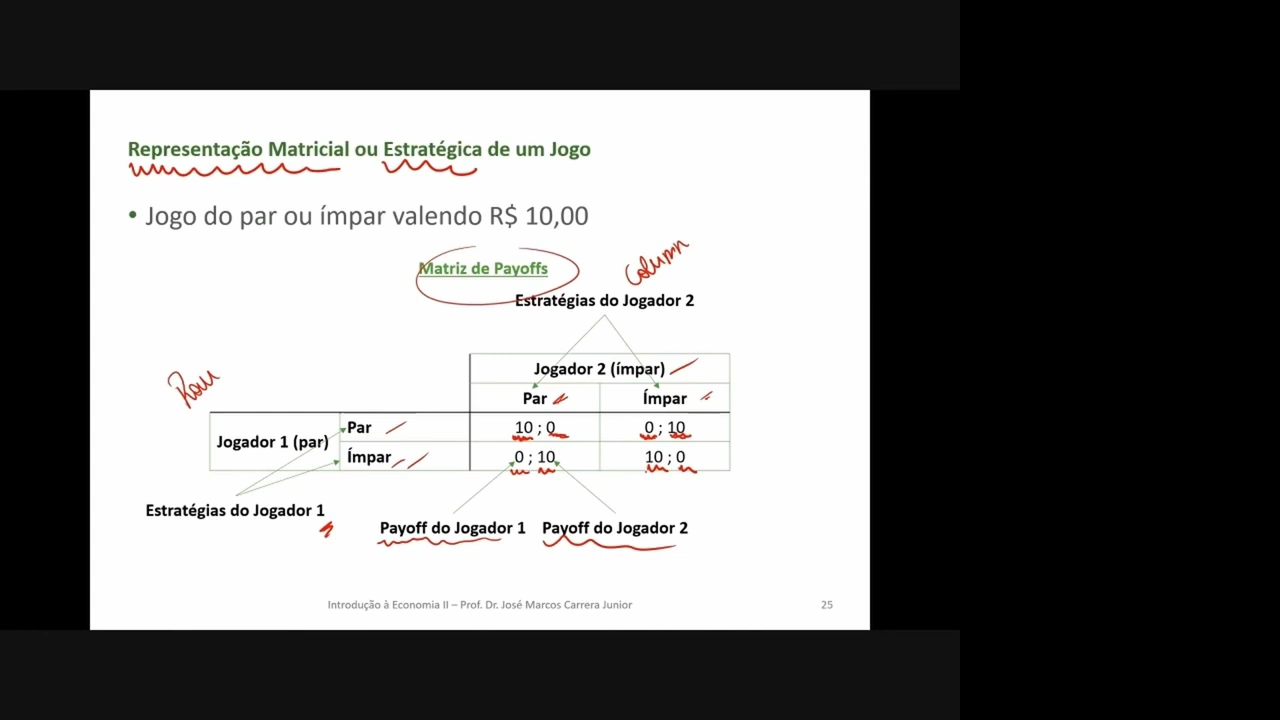 Representação Matricial ou Estratégica de um Jogo
• Jogo do par ou ímpar valendo R$ 10,00
Matriz de Payoffs
Column
Estratégias do Jogador 2
Row
Jogador 2 (ímpar)
Par Ímpar
Jogador 1 (par) Par 10 ; 0 0 ; 10
Ímpar 0 ; 10 10 ; 0
Estratégias do Jogador 1
Payoff do Jogador 1 Payoff do Jogador 2
Introdução à Economia II – Prof. Dr. José Marcos Carrera Junior 25